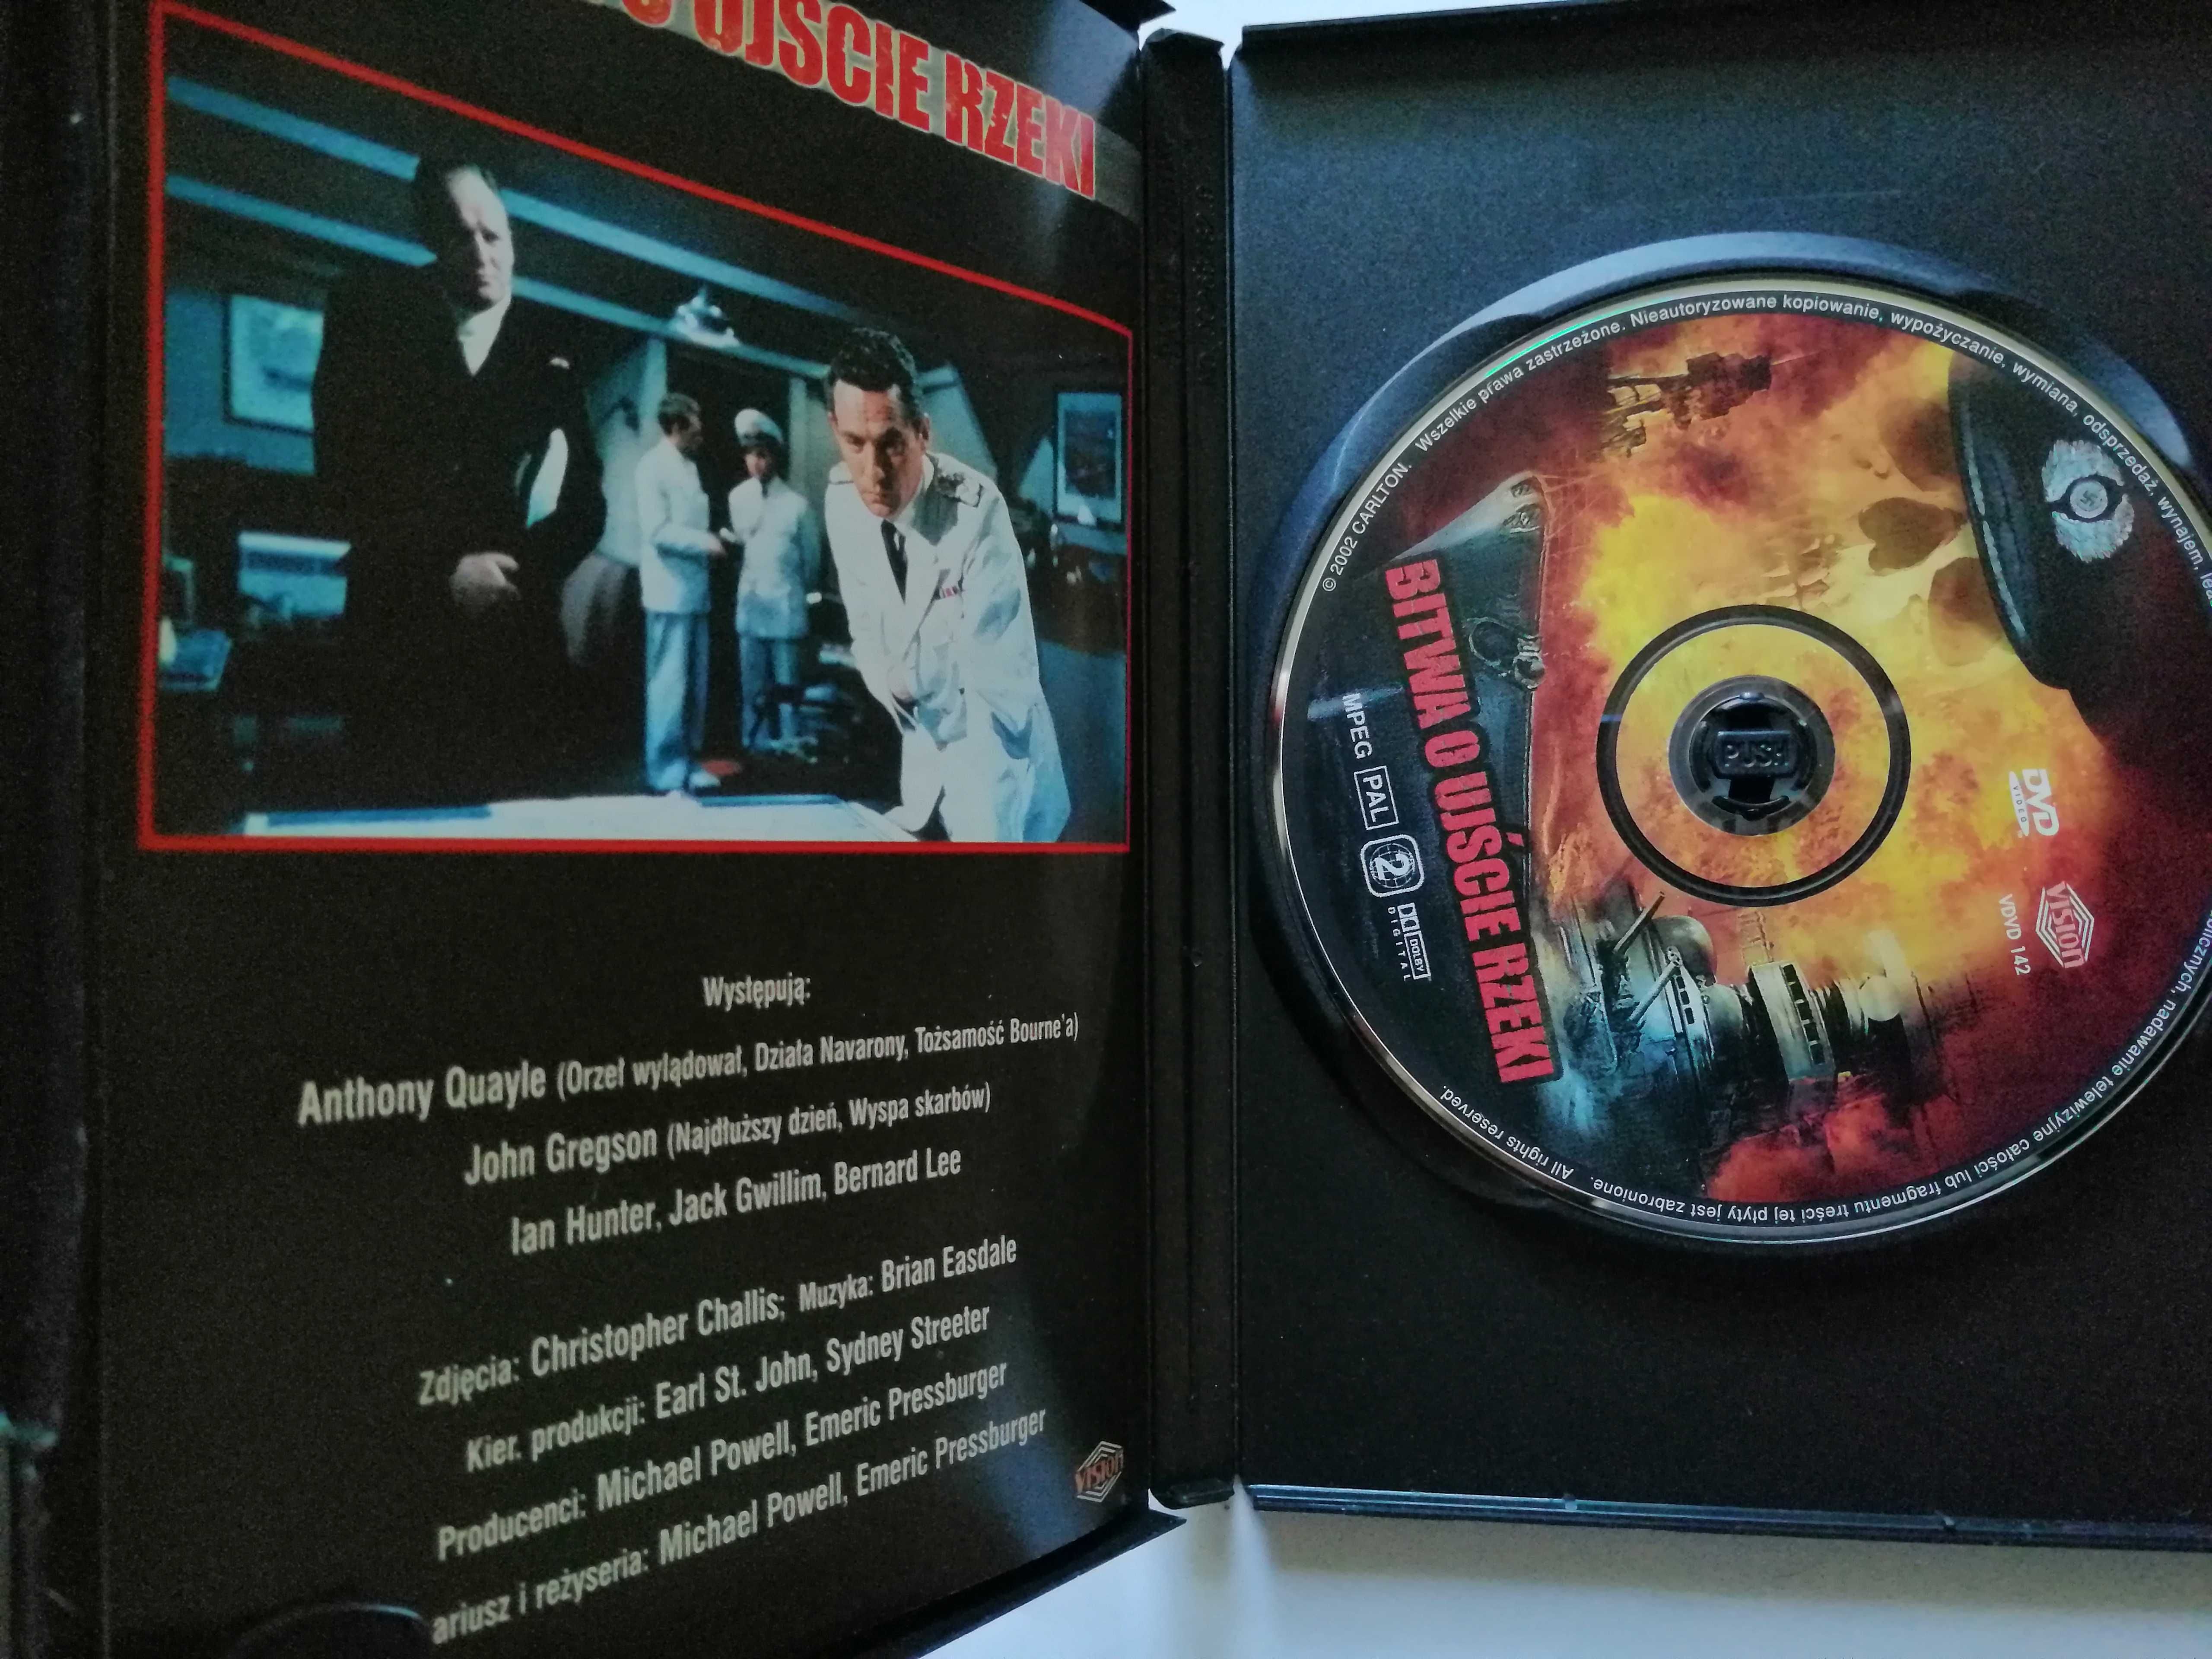 O UJŚCIE RZEKI
Występują:
Anthony Quayle (Orzeł wylądował, Działa Navarony, Tożsamość Bourne'a)
John Gregson (Najdłuższy dzień, Wyspa skarbów)
Ian Hunter, Jack Gwillim, Bernard Lee
Zdjęcia: Christopher Challis; Muzyka: Brian Easdale
Kier. produkcji: Earl St. John, Sydney Streeter
Producenci: Michael Powell, Emeric Pressburger
ariusz i reżyseria: Michael Powell, Emeric Pressburger
VISION
© 2002 CARLTON. Wszelkie prawa zastrzeżone. Nieautoryzowane kopiowanie, wypożyczanie, wymiana, odsprzedaż, wynajem,
nadawanie telewizyjne całości lub fragmentu treści tej płyty jest zabronione. All rights reserved.
BITWA O UJŚCIE RZEKI
MPEG PAL 2 DOLBY
DIGITAL
PUSH
DVD
VIDEO
VISION
VDVD 142